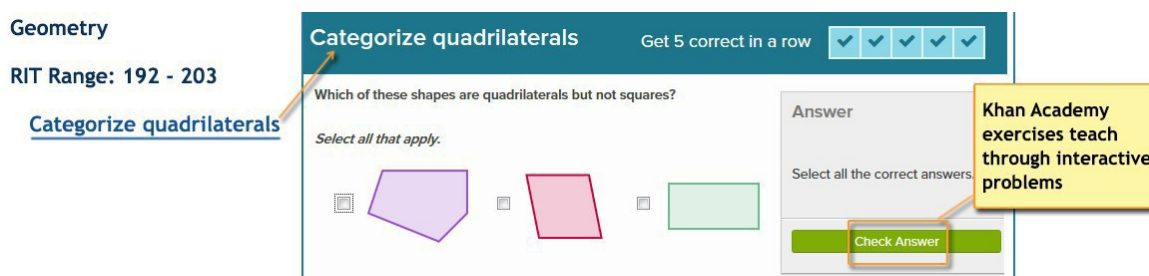 Geometry
RIT Range: 192 - 203
Categorize quadrilaterals
Categorize quadrilaterals
Get 5 correct in a row
Which of these shapes are quadrilaterals but not squares?
Select all that apply.
Answer
Select all the correct answers.
Check Answer
Khan Academy
exercises teach
through interactive
problems